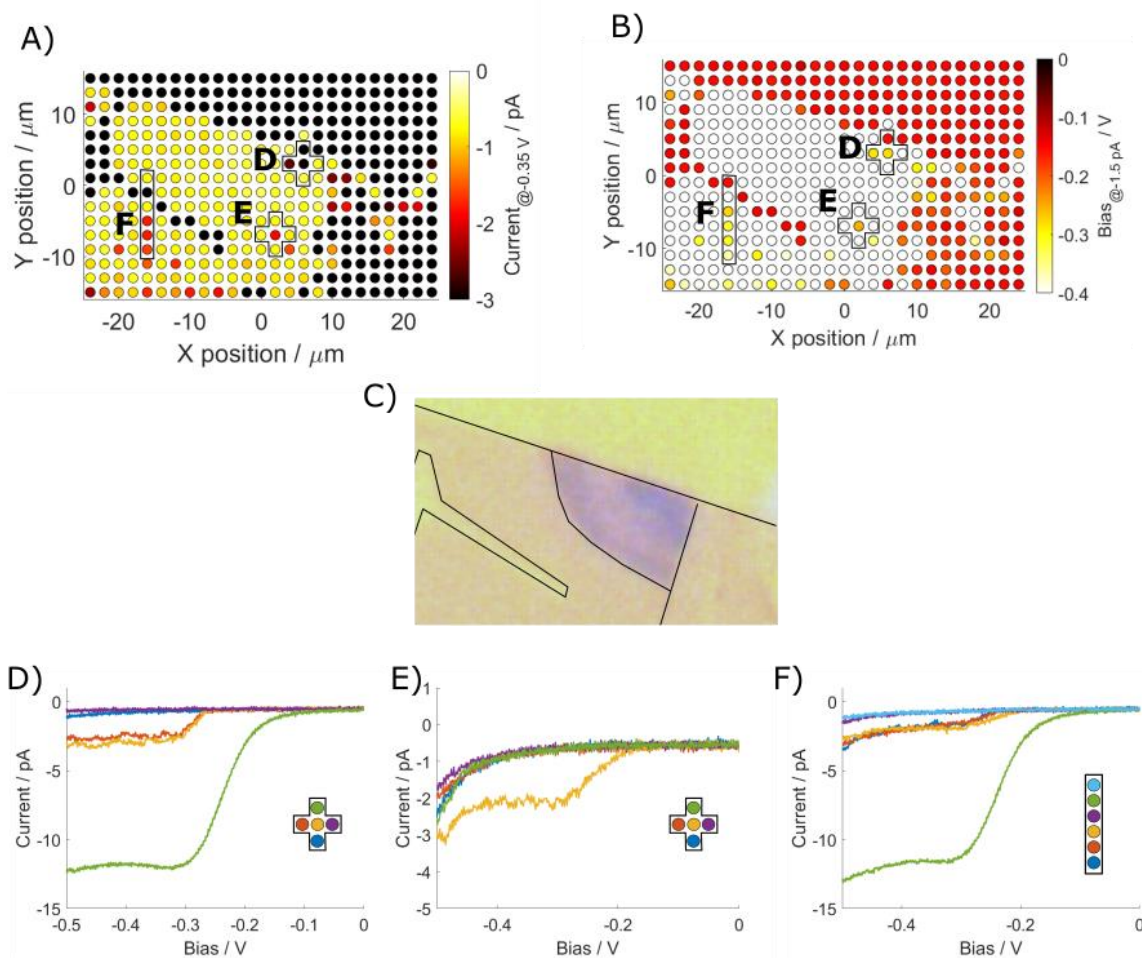 A)
B)
0
-1
-2
-3
Current@-0.35 V / pA
0
-0.1
-0.2
-0.3
-0.4
Bias@-1.5 pA / V
10
0
-10
Y position / μm
D
E
F
-20 -10 0 10 20
X position / μm
10
0
-10
Y position / μm
D
E
F
-20 -10 0 10 20
X position / μm
C)
D)
0
-5
-10
-15
Current / pA
-0.5 -0.4 -0.3 -0.2 -0.1 0
Bias / V
E)
1
0
-1
-2
-3
-4
-5
Current / pA
-0.4 -0.2 0
Bias / V
F)
0
-5
-10
-15
Current / pA
-0.4 -0.2 0
Bias / V